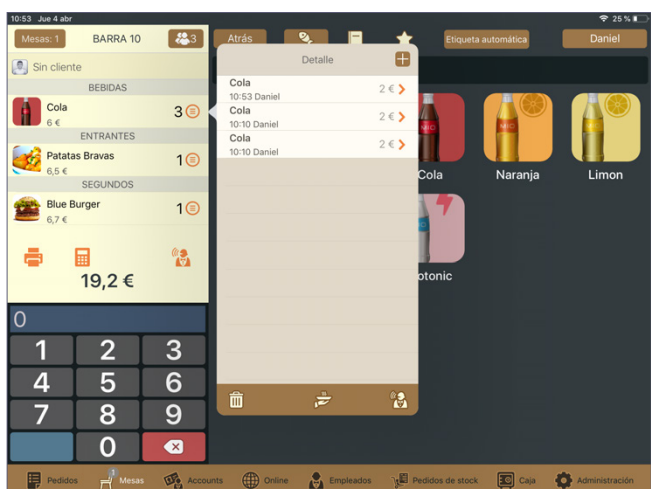 10:53 Jue 4 abr
25 %
Mesas: 1
BARRA 10
3
Atrás
Etiqueta automática
Daniel
Sin cliente
BEBIDAS
Cola
6 €
3
ENTRANTES
Patatas Bravas
6,5 €
1
SEGUNDOS
Blue Burger
6,7 €
1
19,2 €
Detalle
Cola
10:53 Daniel
2 €
Cola
10:10 Daniel
2 €
Cola
10:10 Daniel
2 €
MIO
MIO
Cola
Naranja
Limon
otonic
0
1 2 3
4 5 6
7 8 9
0
1
Pedidos
Mesas
Accounts
Online
Empleados
Pedidos de stock
Caja
Administración